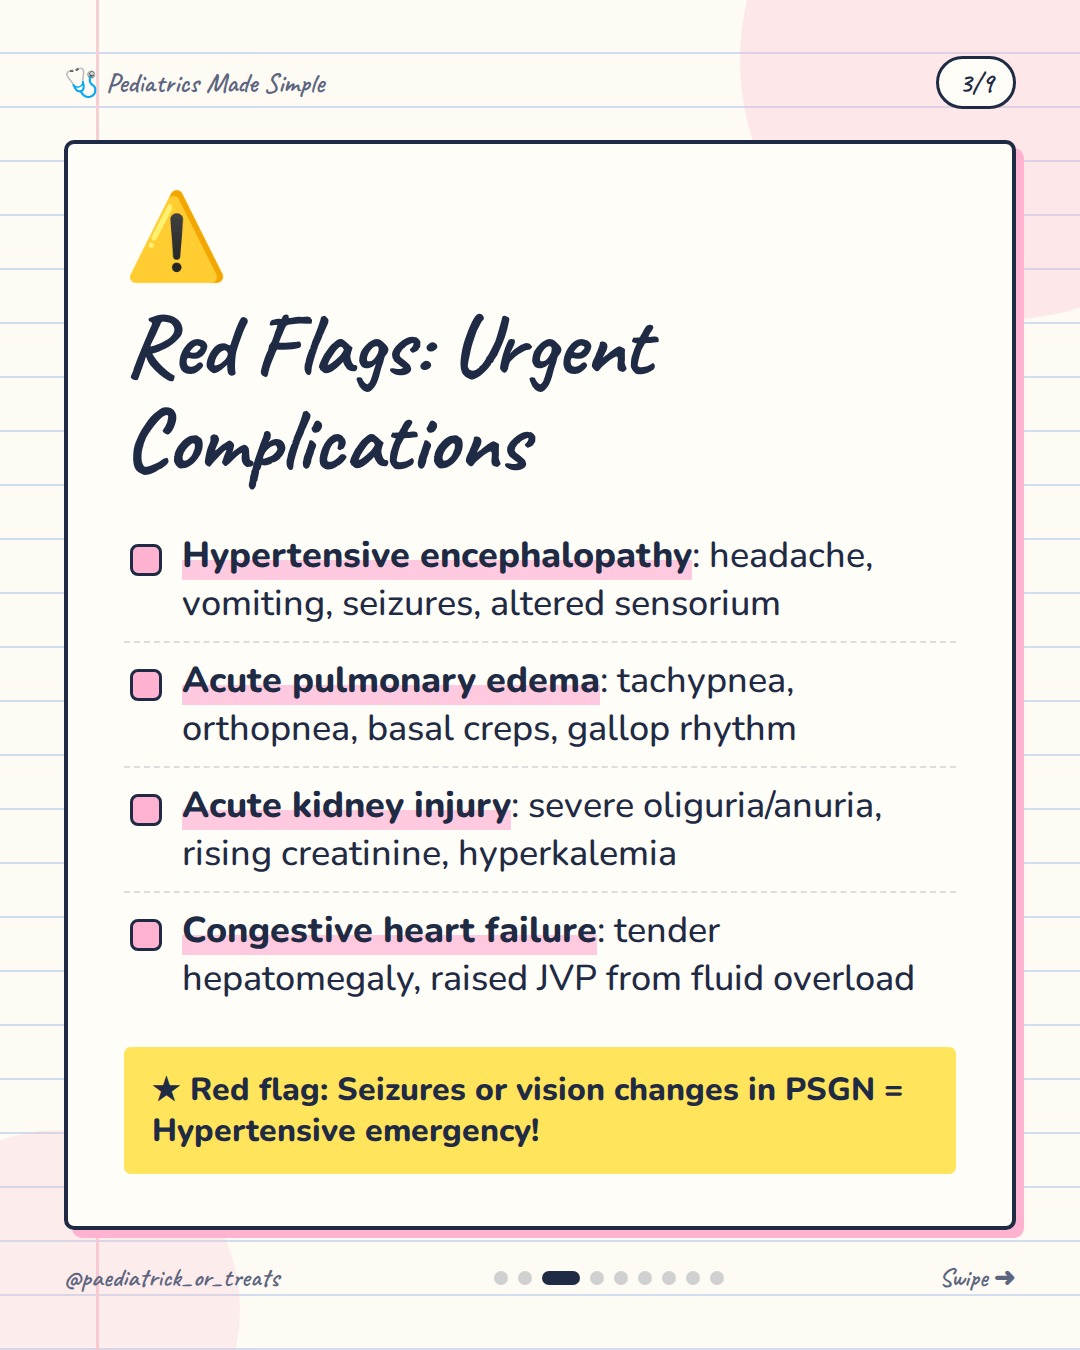 Pediatrics Made Simple
3/9
Red Flags: Urgent
Complications
Hypertensive encephalopathy: headache,
vomiting, seizures, altered sensorium
Acute pulmonary edema: tachypnea,
orthopnea, basal creps, gallop rhythm
Acute kidney injury: severe oliguria/anuria,
rising creatinine, hyperkalemia
Congestive heart failure: tender
hepatomegaly, raised JVP from fluid overload
★ Red flag: Seizures or vision changes in PSGN =
Hypertensive emergency!
@paediatrick_or_treats
Swipe ➜